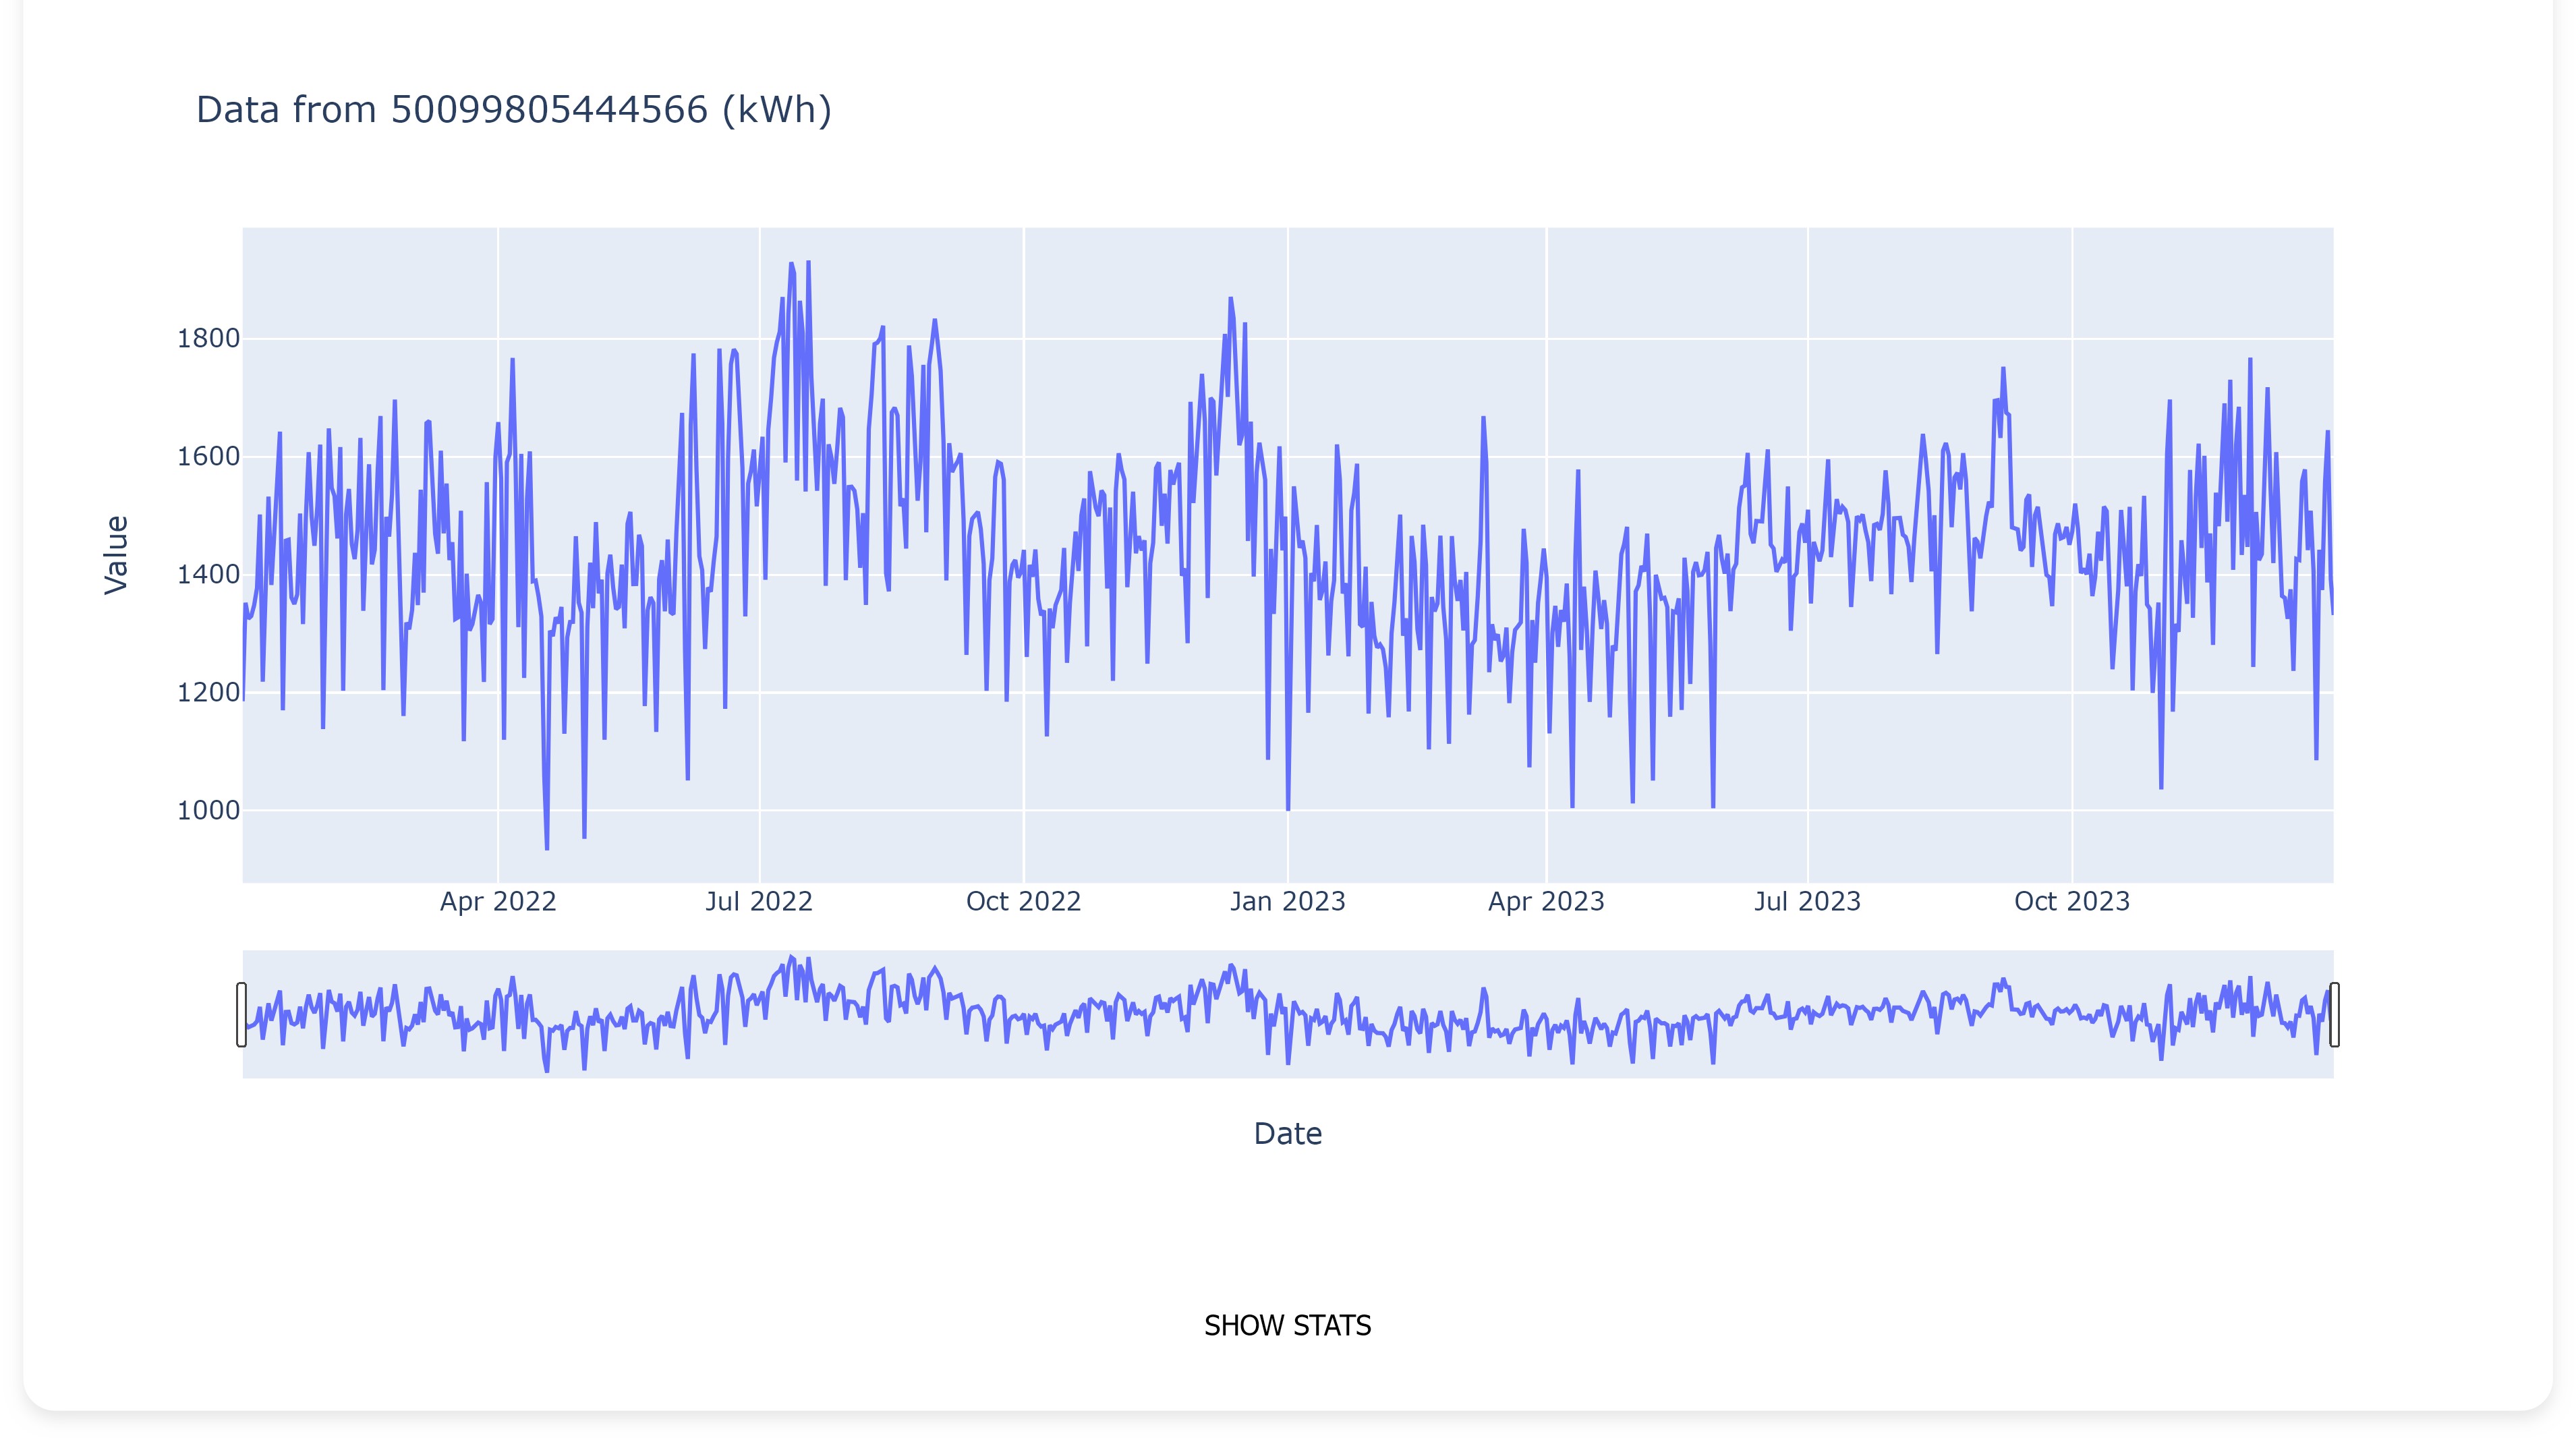 Data from 50099805444566 (kWh)
Value
1800
1600
1400
1200
1000
Apr 2022
Jul 2022
Oct 2022
Jan 2023
Apr 2023
Jul 2023
Oct 2023
Date
SHOW STATS